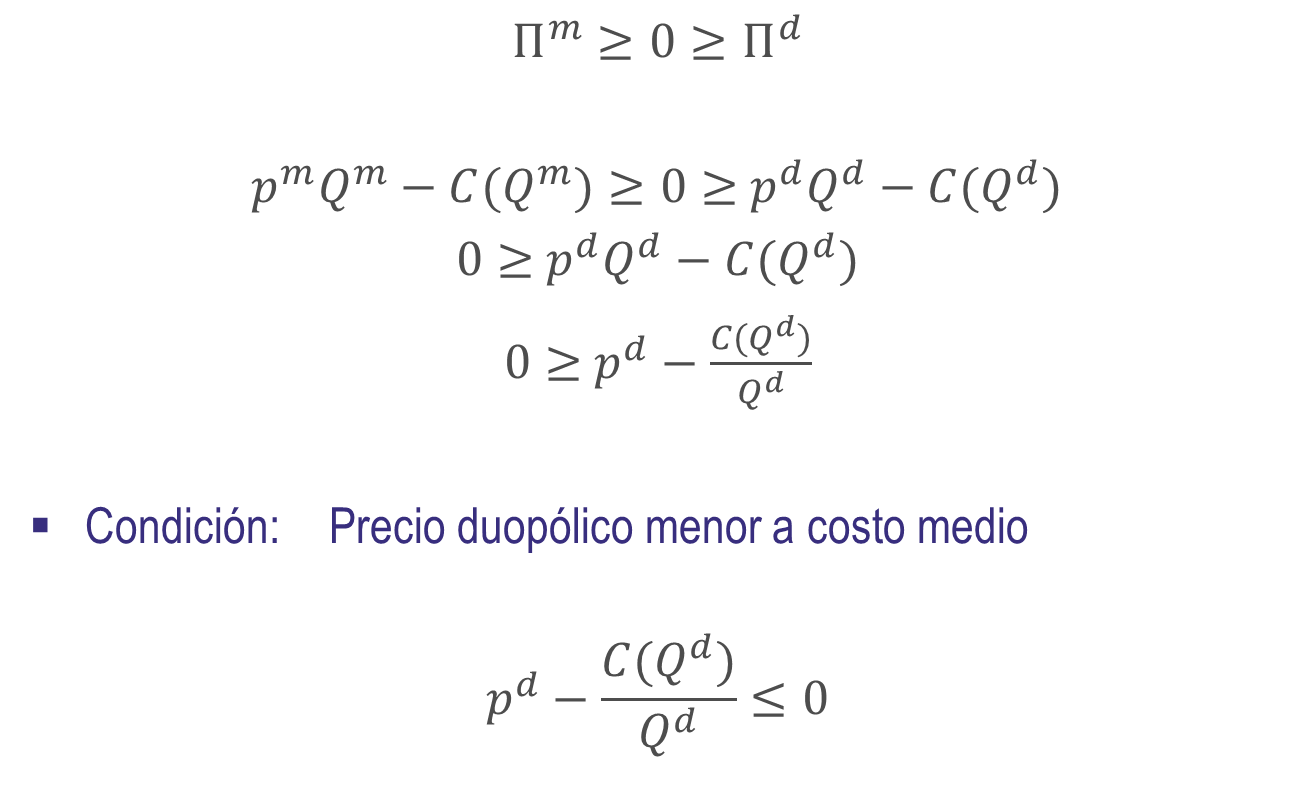 Πᵐ ≥ 0 ≥ Πᵈ
pᵐQᵐ − C(Qᵐ) ≥ 0 ≥ pᵈQᵈ − C(Qᵈ)
0 ≥ pᵈQᵈ − C(Qᵈ)
0 ≥ pᵈ − C(Qᵈ)/Qᵈ
▪ Condición: Precio duopólico menor a costo medio
pᵈ − C(Qᵈ)/Qᵈ ≤ 0